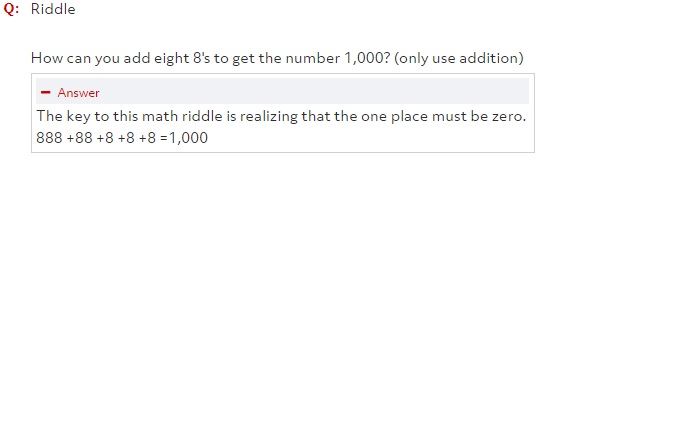 Q: Riddle
How can you add eight 8's to get the number 1,000? (only use addition)
− Answer
The key to this math riddle is realizing that the one place must be zero.
888 +88 +8 +8 +8 =1,000